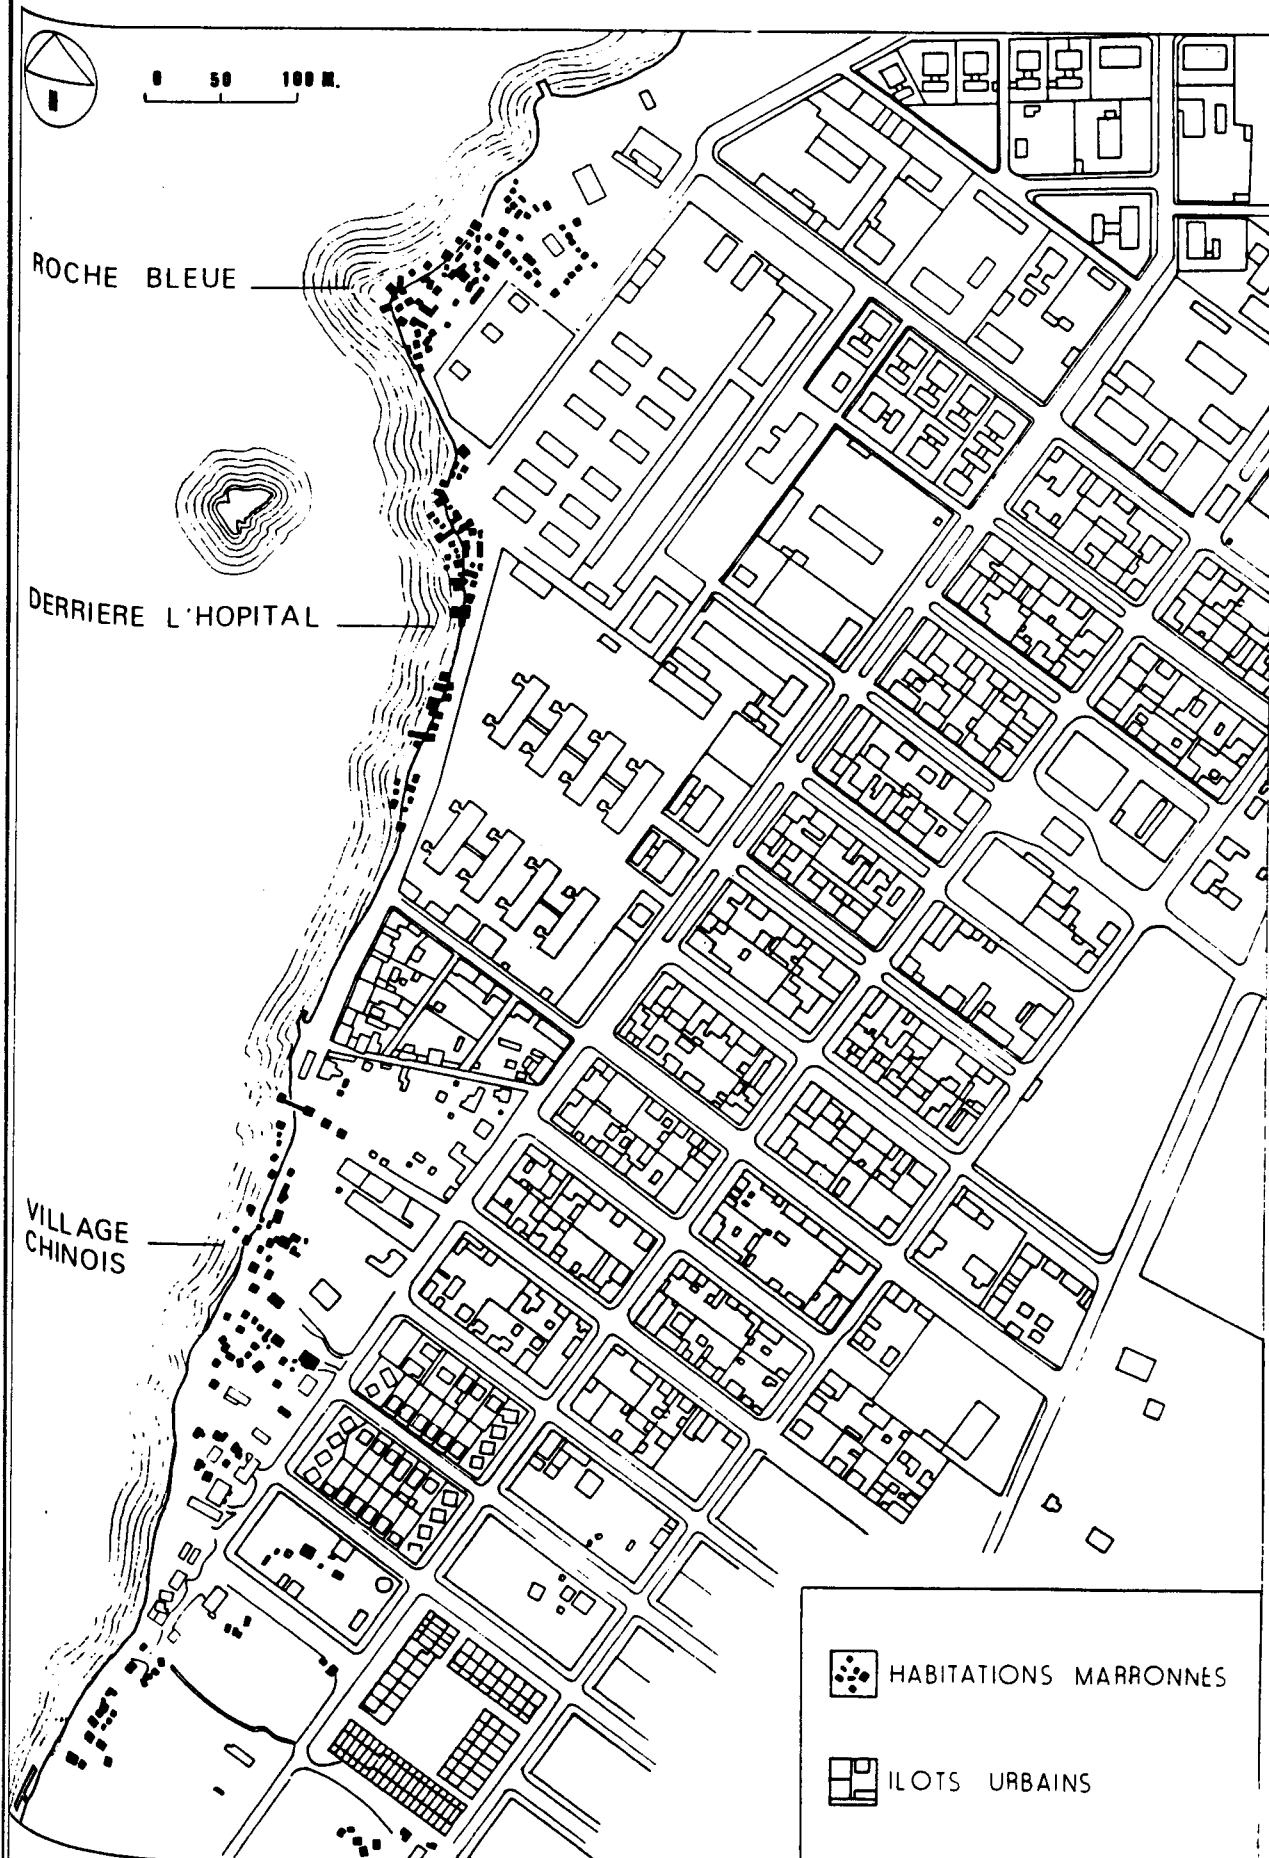 N
0 50 100 M.
ROCHE BLEUE
DERRIERE L'HOPITAL
VILLAGE
CHINOIS
HABITATIONS MARRONNES
ILOTS URBAINS